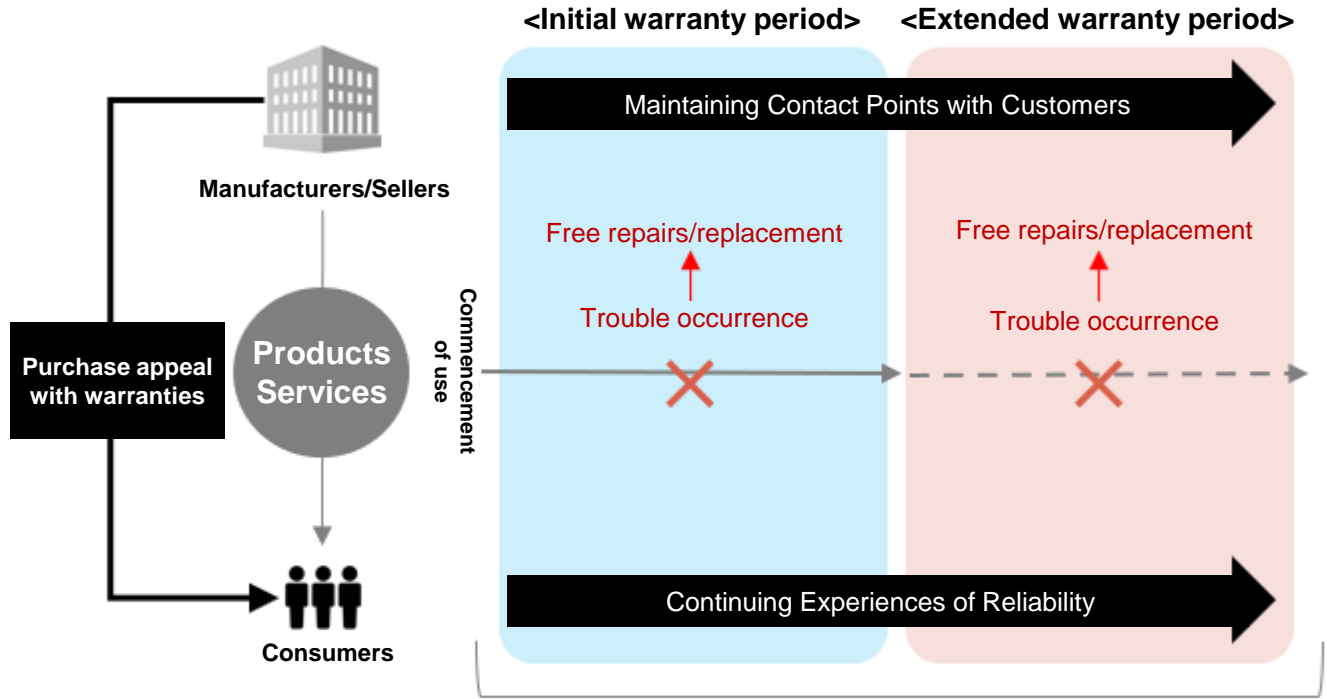 <Initial warranty period>
<Extended warranty period>
Maintaining Contact Points with Customers
Manufacturers/Sellers
Free repairs/replacement
Free repairs/replacement
Trouble occurrence
Trouble occurrence
Commencement
of use
Products
Services
Purchase appeal
with warranties
Continuing Experiences of Reliability
Consumers